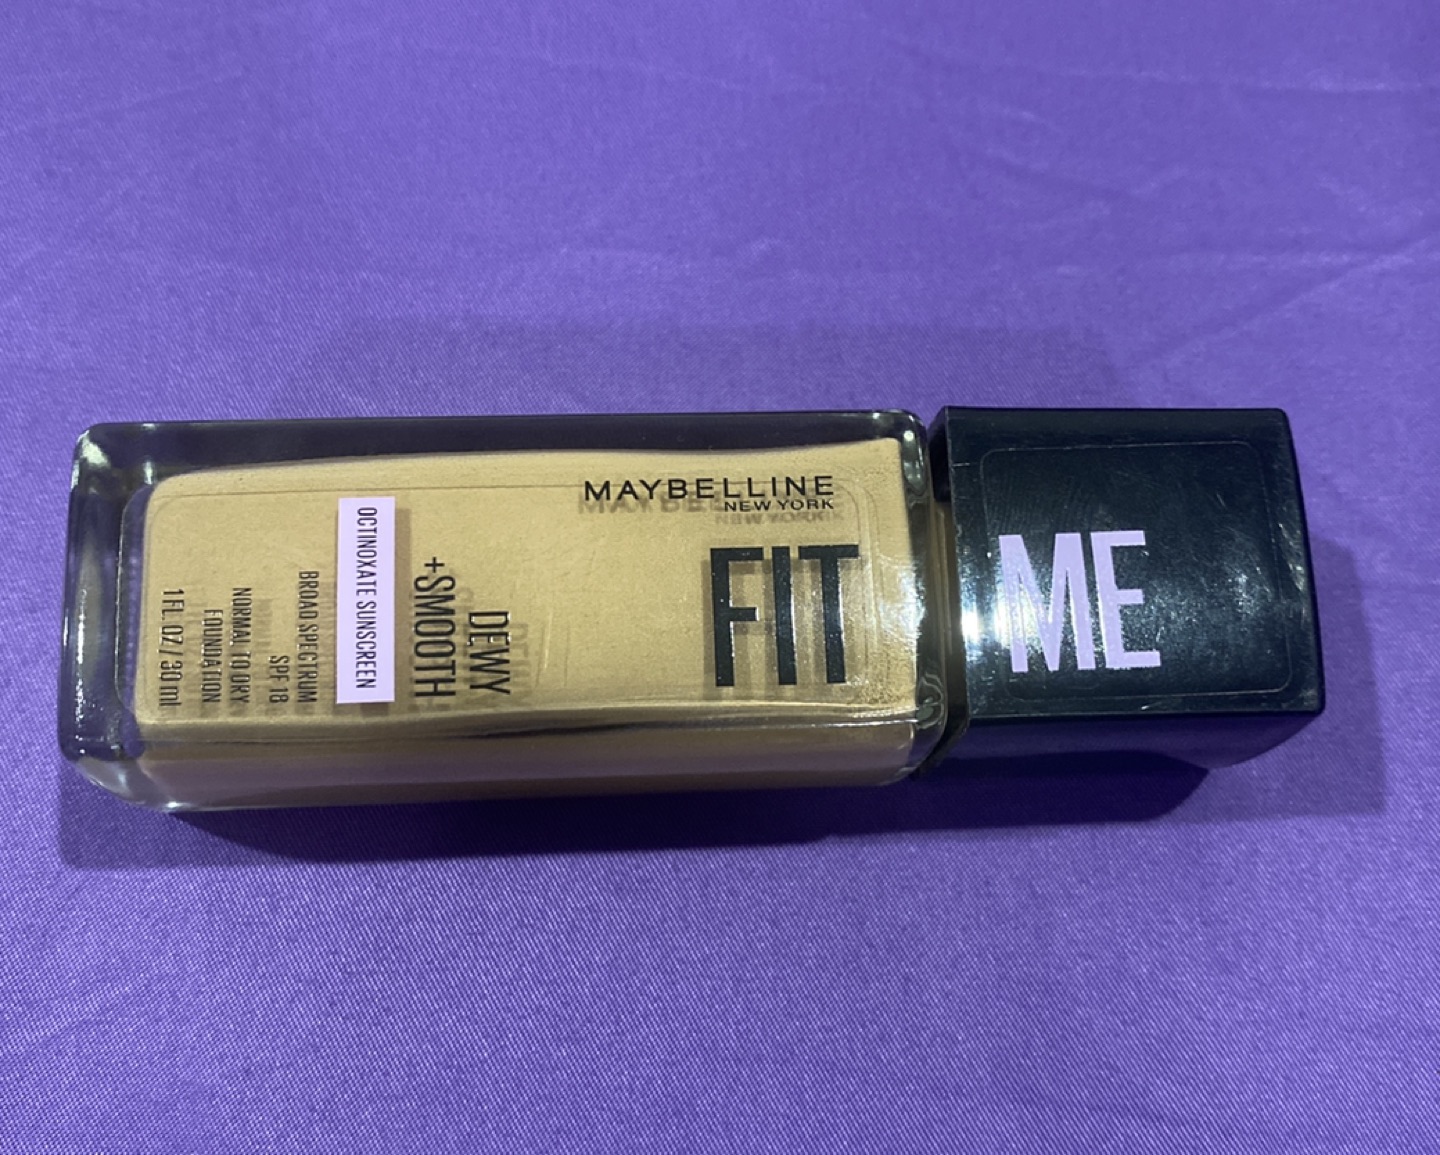 MAYBELLINE
NEW YORK
FIT
ME
DEWY
+SMOOTH
OCTINOXATE SUNSCREEN
BROAD SPECTRUM
SPF 18
NORMAL TO DRY
FOUNDATION
1 FL. OZ / 30 ml